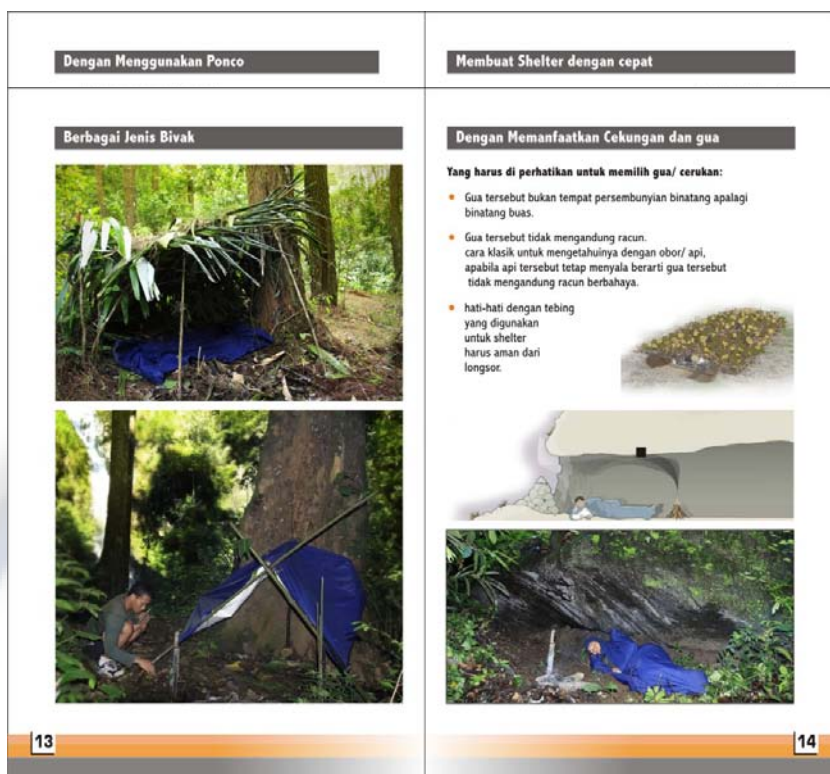 Dengan Menggunakan Ponco
Berbagai Jenis Bivak
13
Membuat Shelter dengan cepat
Dengan Memanfaatkan Cekungan dan gua
Yang harus di perhatikan untuk memilih gua/ cerukan:
Gua tersebut bukan tempat persembunyian binatang apalagi
binatang buas.
Gua tersebut tidak mengandung racun.
cara klasik untuk mengetahuinya dengan obor/ api,
apabila api tersebut tetap menyala berarti gua tersebut
tidak mengandung racun berbahaya.
hati-hati dengan tebing
yang digunakan
untuk shelter
harus aman dari
longsor.
14